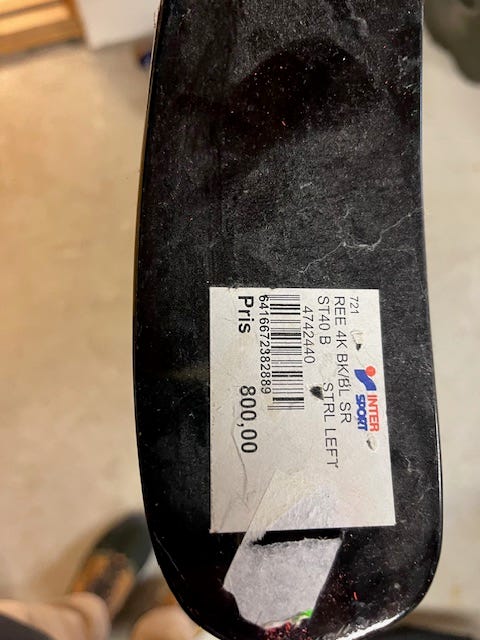 INTER
SPORT
721
REE 4K BK/BL SR
ST40 B STRL LEFT
4742440
6416672382889
Pris 800,00